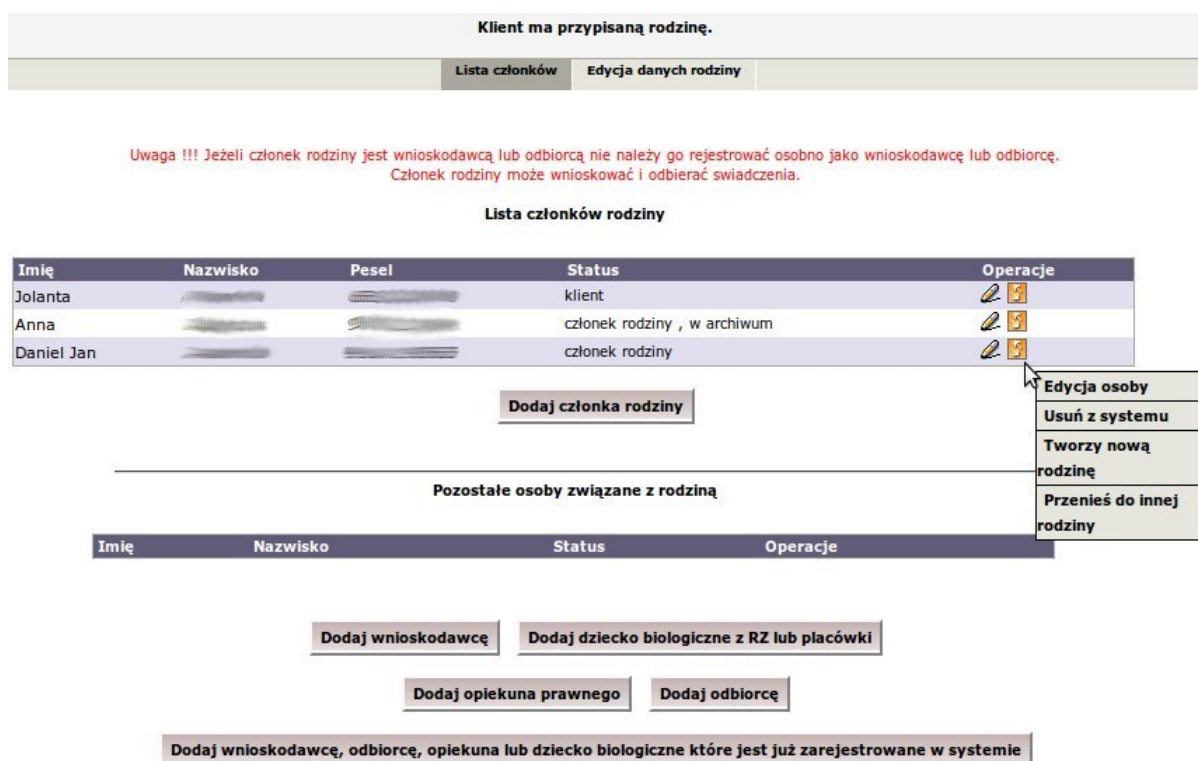 Klient ma przypisaną rodzinę.
Lista członków Edycja danych rodziny
Uwaga !!! Jeżeli członek rodziny jest wnioskodawcą lub odbiorcą nie należy go rejestrować osobno jako wnioskodawcę lub odbiorcę.
Członek rodziny może wnioskować i odbierać swiadczenia.
Lista członków rodziny
Imię Nazwisko Pesel Status Operacje
Jolanta klient
Anna członek rodziny , w archiwum
Daniel Jan członek rodziny
Edycja osoby
Usuń z systemu
Tworzy nową
rodzinę
Przenieś do innej
rodziny
Dodaj członka rodziny
Pozostałe osoby związane z rodziną
Imię Nazwisko Status Operacje
Dodaj wnioskodawcę Dodaj dziecko biologiczne z RZ lub placówki
Dodaj opiekuna prawnego Dodaj odbiorcę
Dodaj wnioskodawcę, odbiorcę, opiekuna lub dziecko biologiczne które jest już zarejestrowane w systemie